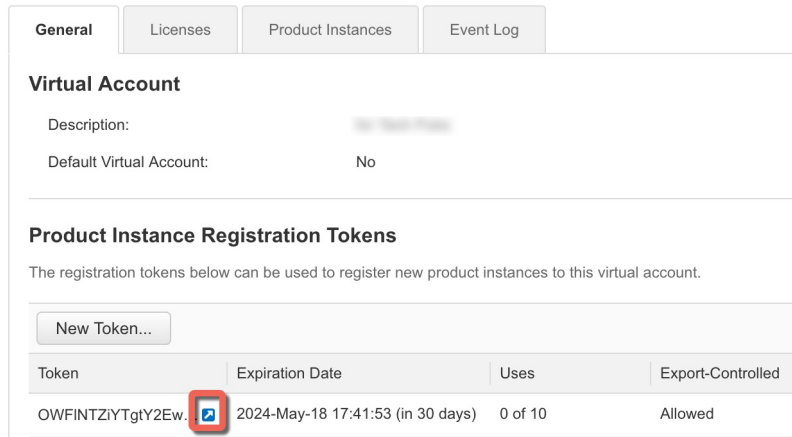 General Licenses Product Instances Event Log
Virtual Account
Description:
Default Virtual Account: No
Product Instance Registration Tokens
The registration tokens below can be used to register new product instances to this virtual account.
New Token...
Token Expiration Date Uses Export-Controlled
OWFlNTZiYTgtY2Ew... 2024-May-18 17:41:53 (in 30 days) 0 of 10 Allowed